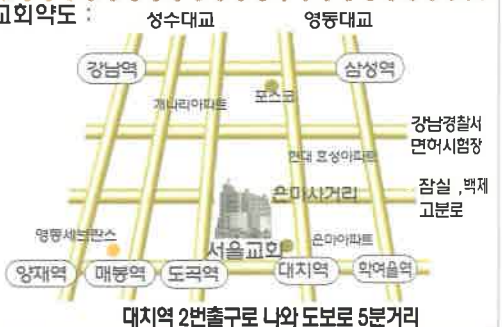 교회약도 :
성수대교 영동대교
강남역 삼성역
포스코
개나리아파트
강남경찰서
면허시험장
현대 효성아파트
잠실 ,백제
고분로
은마사거리
영동세브란스
서울교회 은마아파트
양재역 매봉역 도곡역 대치역 학여울역
대치역 2번출구로 나와 도보로 5분거리